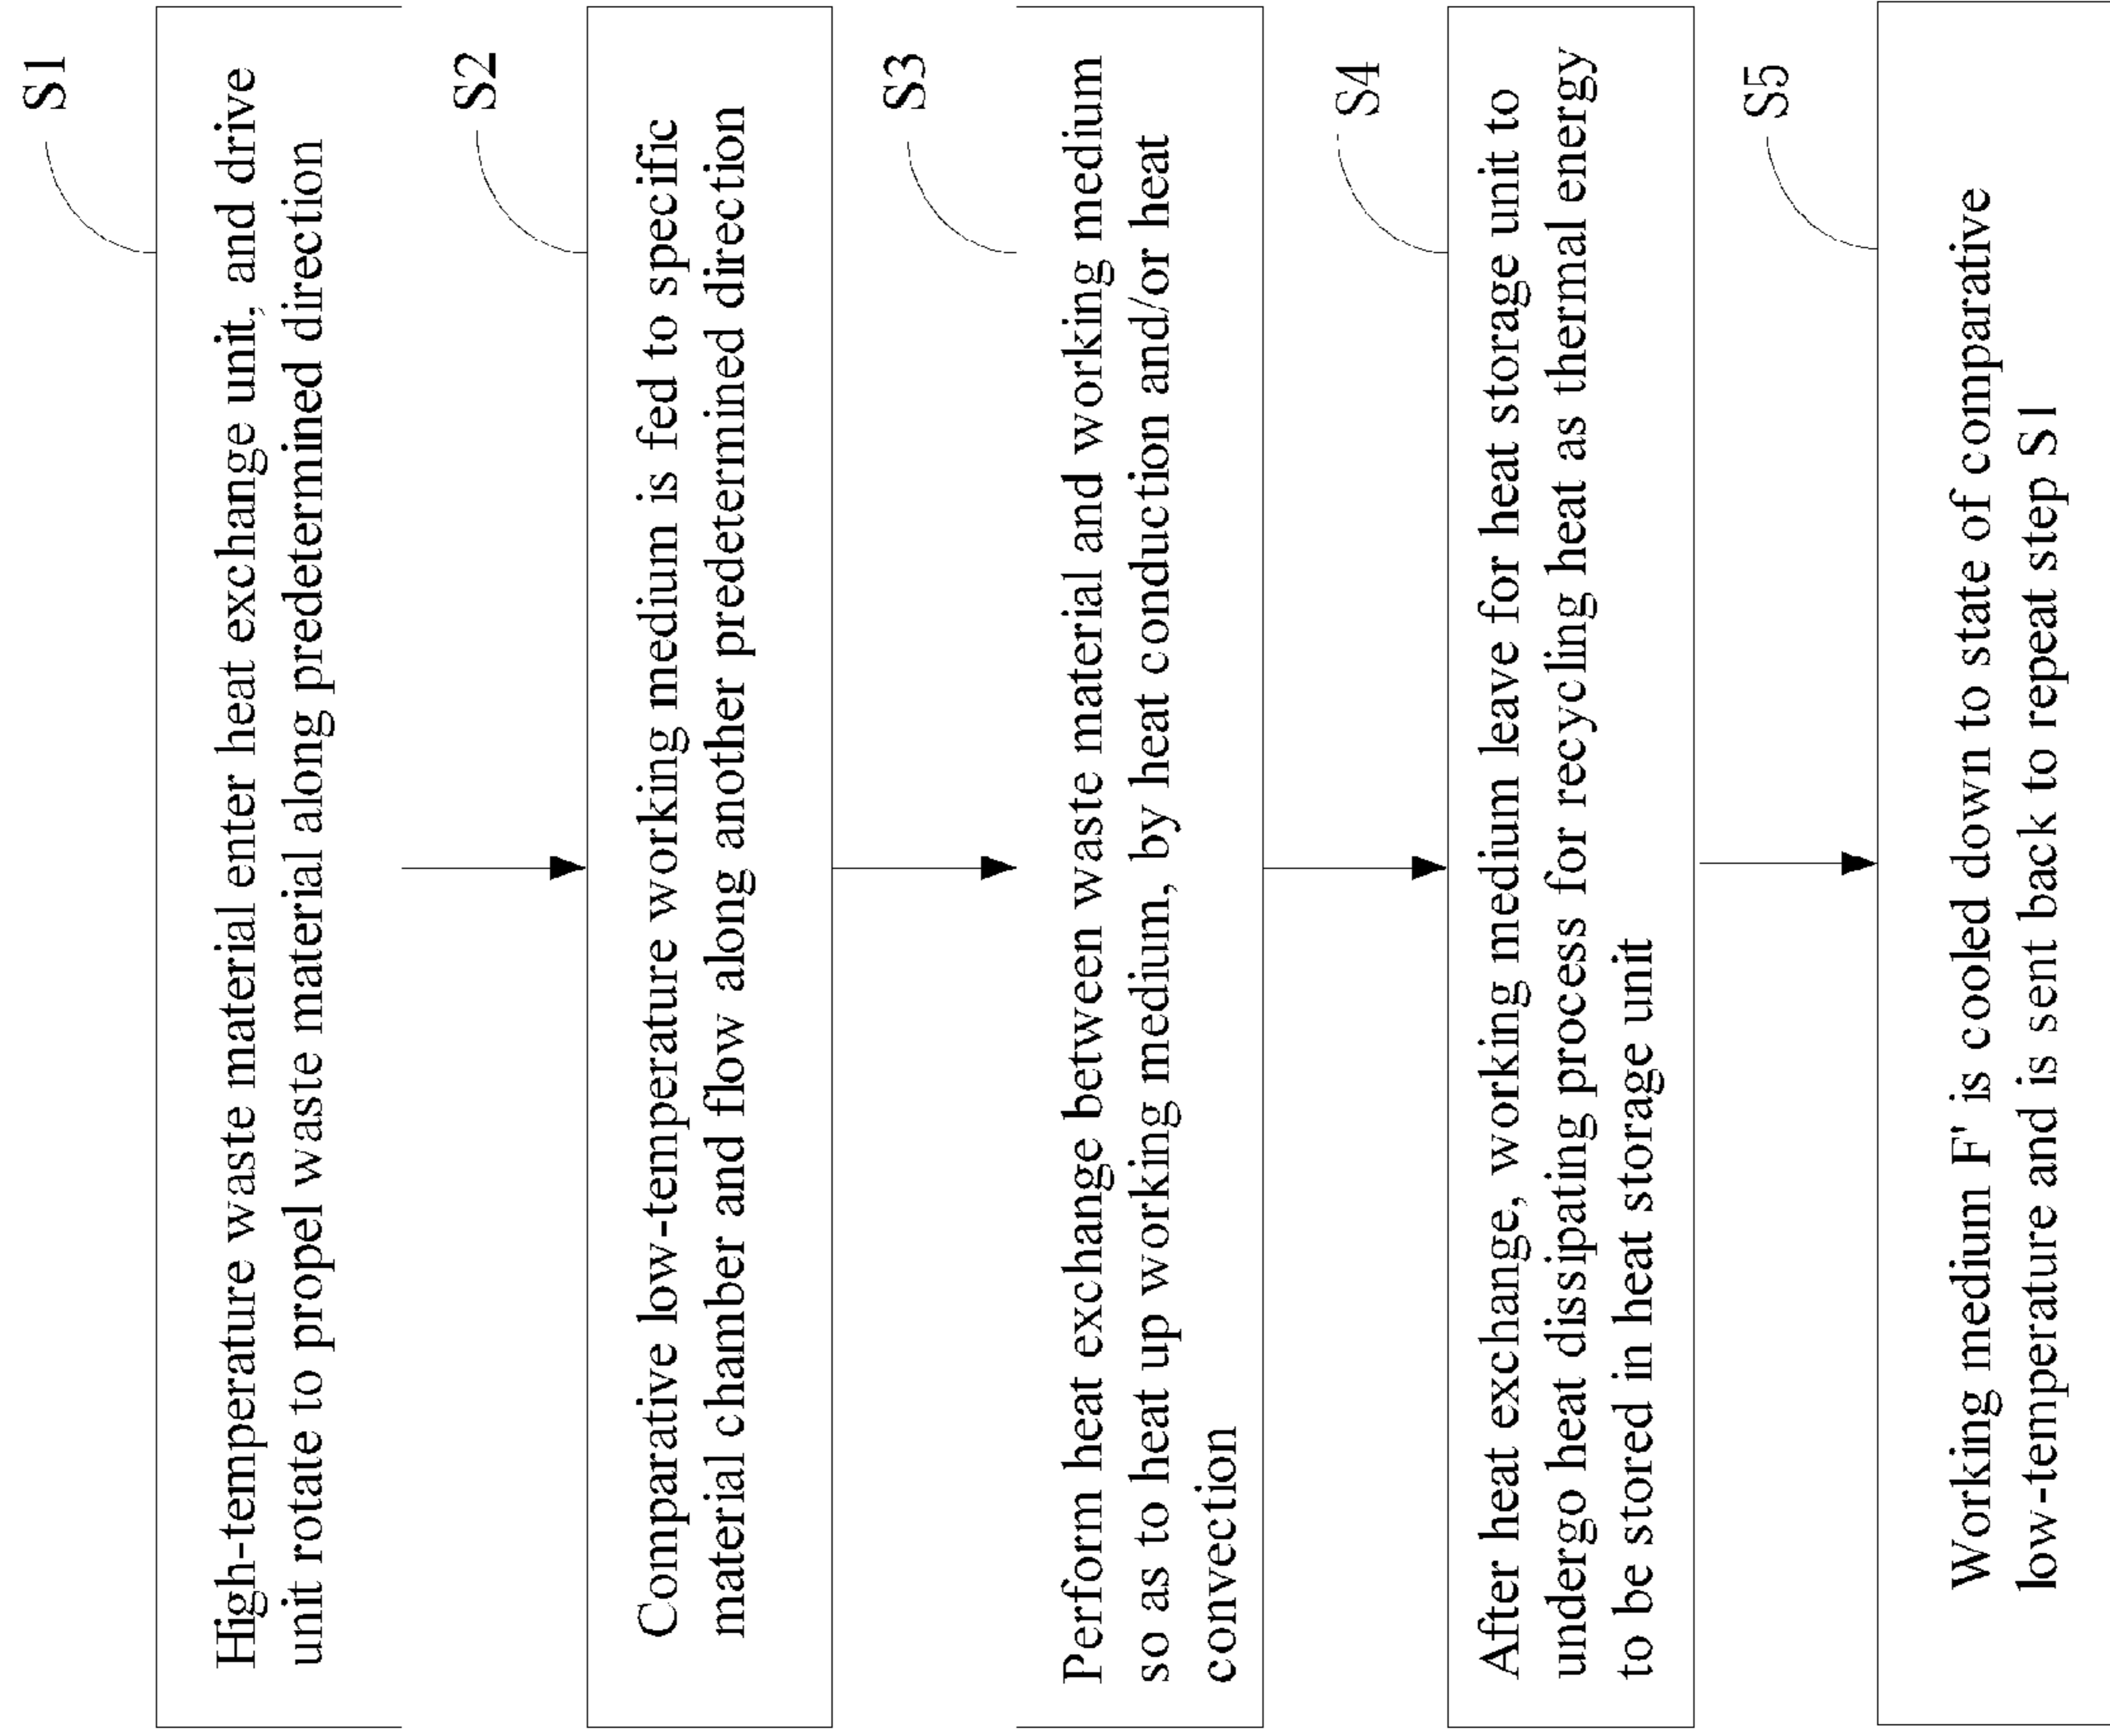 S1
High-temperature waste material enter heat exchange unit, and drive
unit rotate to propel waste material along predetermined direction
S2
Comparative low-temperature working medium is fed to specific
material chamber and flow along another predetermined direction
S3
Perform heat exchange between waste material and working medium
so as to heat up working medium, by heat conduction and/or heat
convection
S4
After heat exchange, working medium leave for heat storage unit to
undergo heat dissipating process for recycling heat as thermal energy
to be stored in heat storage unit
S5
Working medium F' is cooled down to state of comparative
low-temperature and is sent back to repeat step S1